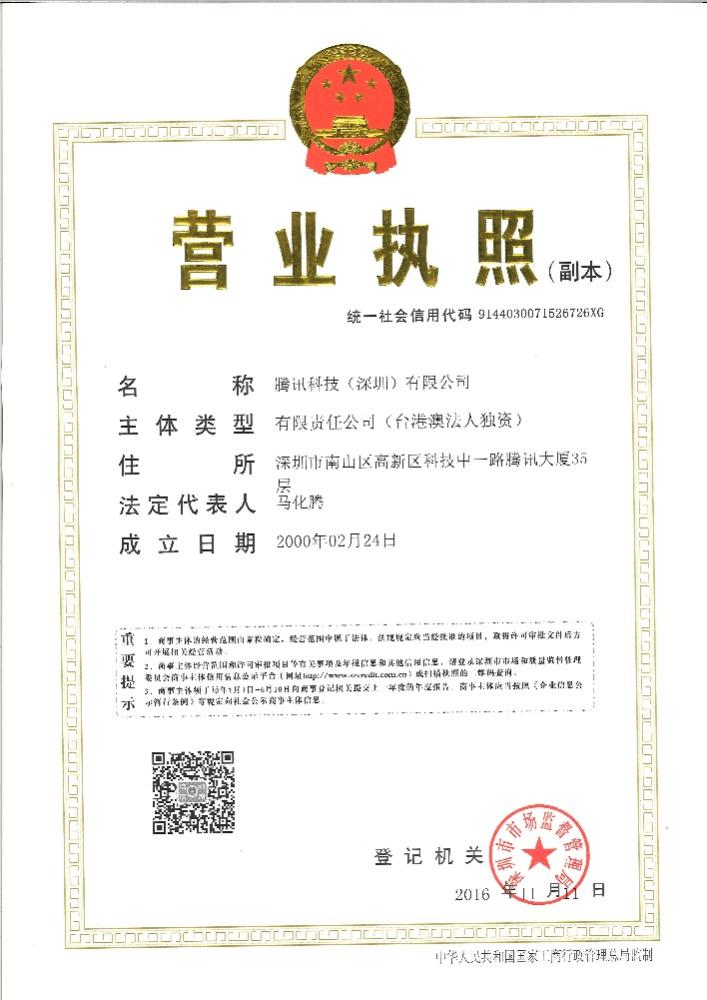 营业执照(副本)
统一社会信用代码 9144030071526726XG
名称 腾讯科技（深圳）有限公司
主体类型 有限责任公司（台港澳法人独资）
住所 深圳市南山区高新区科技中一路腾讯大厦35
层
法定代表人 马化腾
成立日期 2000年02月24日
重要提示
1、商事主体的经营范围由章程确定，经营范围中属于法律、法规规定应当经批准的项目，取得许可审批文件后方
可开展相关经营活动。
2、商事主体经营范围和许可审批项目等有关事项及年报信息和其他信用信息，请登录深圳市市场和质量监督管理
委员会商事主体信用信息公示平台（网址http://www.szcredit.com.cn）或扫描执照的二维码查询。
3、商事主体须于每年1月1日-6月30日向商事登记机关提交上一年度的年度报告。商事主体应当按照《企业信息公
示暂行条例》等规定向社会公示商事主体信息。
深圳市市场监督管理局
登记机关
2016 年 11 月 11 日
中华人民共和国国家工商行政管理总局监制